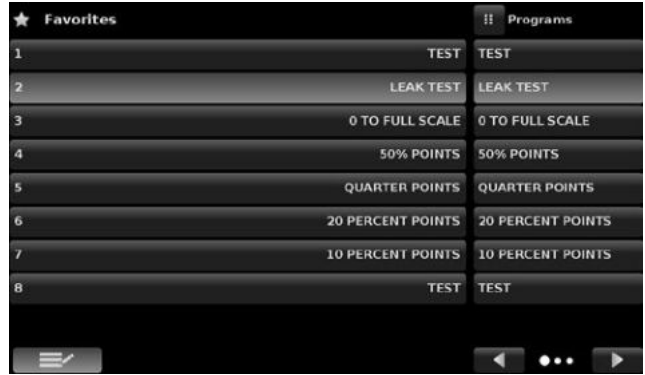 Favorites Programs
1 TEST TEST
2 LEAK TEST LEAK TEST
3 0 TO FULL SCALE 0 TO FULL SCALE
4 50% POINTS 50% POINTS
5 QUARTER POINTS QUARTER POINTS
6 20 PERCENT POINTS 20 PERCENT POINTS
7 10 PERCENT POINTS 10 PERCENT POINTS
8 TEST TEST